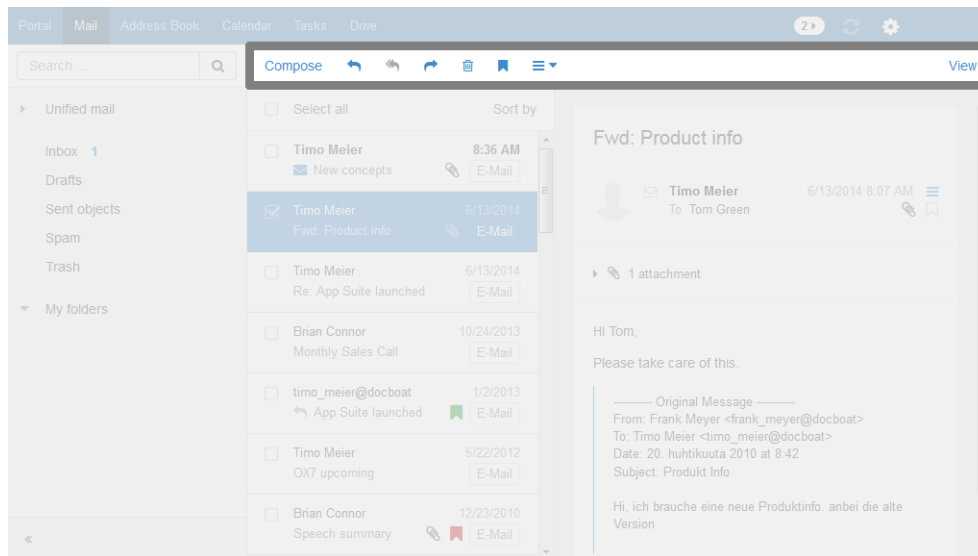 Portal Mail Address Book Calendar Tasks Drive 2
Search ...
Compose View
Unified mail
Inbox 1
Drafts
Sent objects
Spam
Trash
My folders
Select all Sort by
Timo Meier 8:36 AM
New concepts E-Mail
Timo Meier 6/13/2014
Fwd: Product info E-Mail
Timo Meier 6/13/2014
Re: App Suite launched E-Mail
Brian Connor 10/24/2013
Monthly Sales Call E-Mail
timo_meier@docboat 1/2/2013
App Suite launched E-Mail
Timo Meier 5/22/2012
OX7 upcoming E-Mail
Brian Connor 12/23/2010
Speech summary E-Mail
Fwd: Product info
Timo Meier 6/13/2014 8:07 AM
To Tom Green
1 attachment
Hi Tom,
Please take care of this.
---------- Original Message ----------
From: Frank Meyer <frank_meyer@docboat>
To: Timo Meier <timo_meier@docboat>
Date: 20. huhtikuuta 2010 at 8:42
Subject: Produkt Info
Hi, ich brauche eine neue Produktinfo. anbei die alte
Version